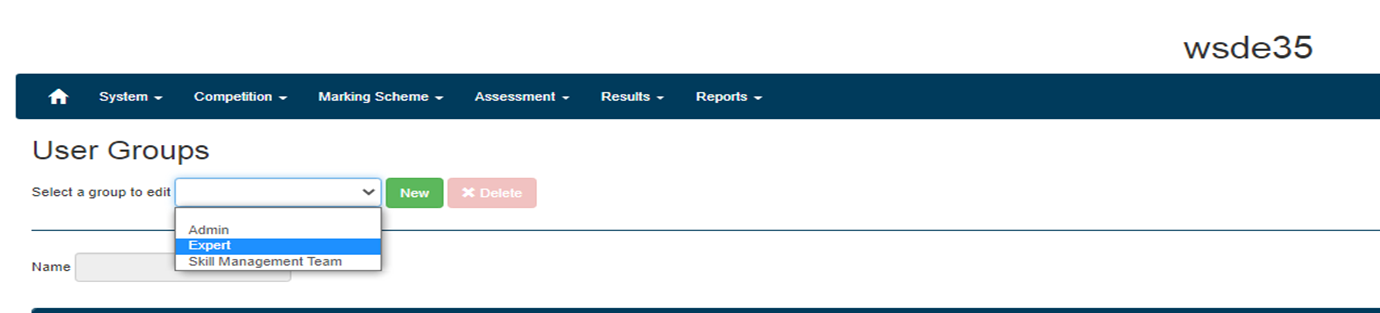 wsde35
System Competition Marking Scheme Assessment Results Reports
User Groups
Select a group to edit New ✖ Delete
Admin
Expert
Skill Management Team
Name